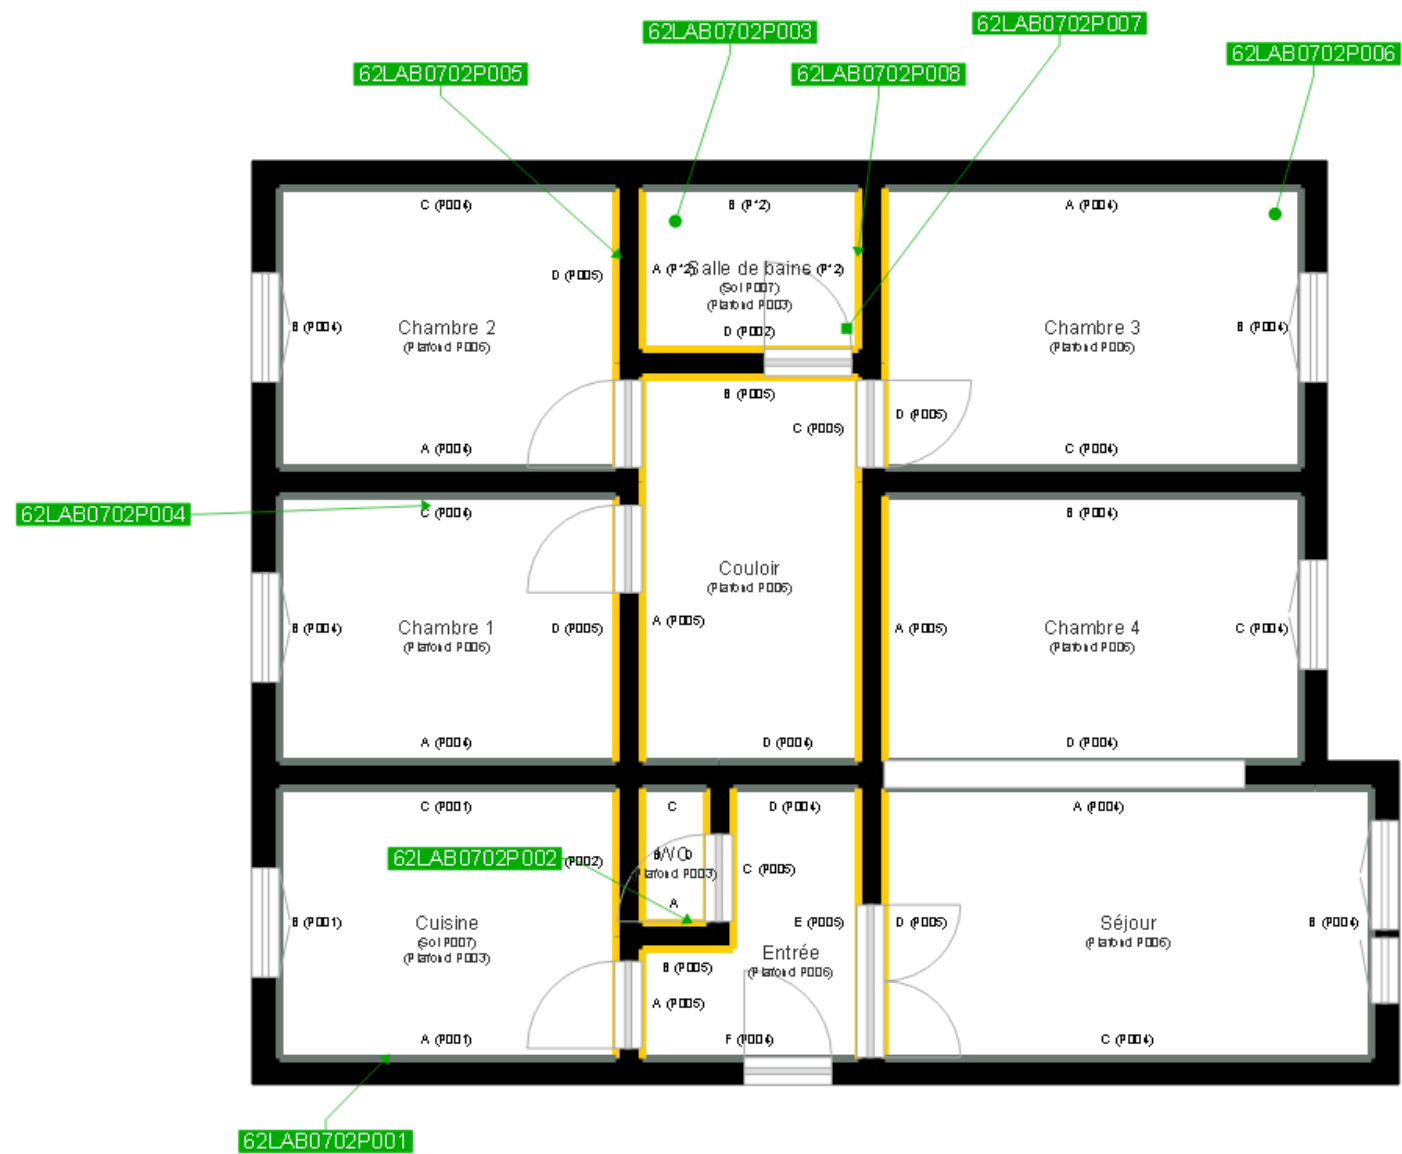 62LAB0702P007
62LAB0702P003
62LAB0702P006
62LAB0702P005
62LAB0702P008
C (P004)
B (P*2)
A (P004)
D (P005)
A (P*2)
Salle de bains
(P*2)
(Sol P007)
(Plafond P003)
D (P002)
B (P004)
Chambre 2
(Plafond P006)
Chambre 3
(Plafond P006)
B (P004)
B (P005)
C (P005)
D (P005)
A (P004)
C (P004)
62LAB0702P004
C (P004)
B (P004)
Couloir
(Plafond P006)
B (P004)
Chambre 1
(Plafond P006)
D (P005)
A (P005)
A (P005)
Chambre 4
(Plafond P006)
C (P004)
A (P004)
D (P004)
D (P004)
C (P001)
C
D (P004)
A (P004)
62LAB0702P002
(P002)
(Plafond P003)
C (P005)
A
B (P001)
Cuisine
(Sol P007)
(Plafond P003)
E (P005)
D (P005)
Séjour
(Plafond P006)
B (P004)
Entrée
(Plafond P006)
B (P005)
A (P005)
A (P001)
F (P004)
C (P004)
62LAB0702P001